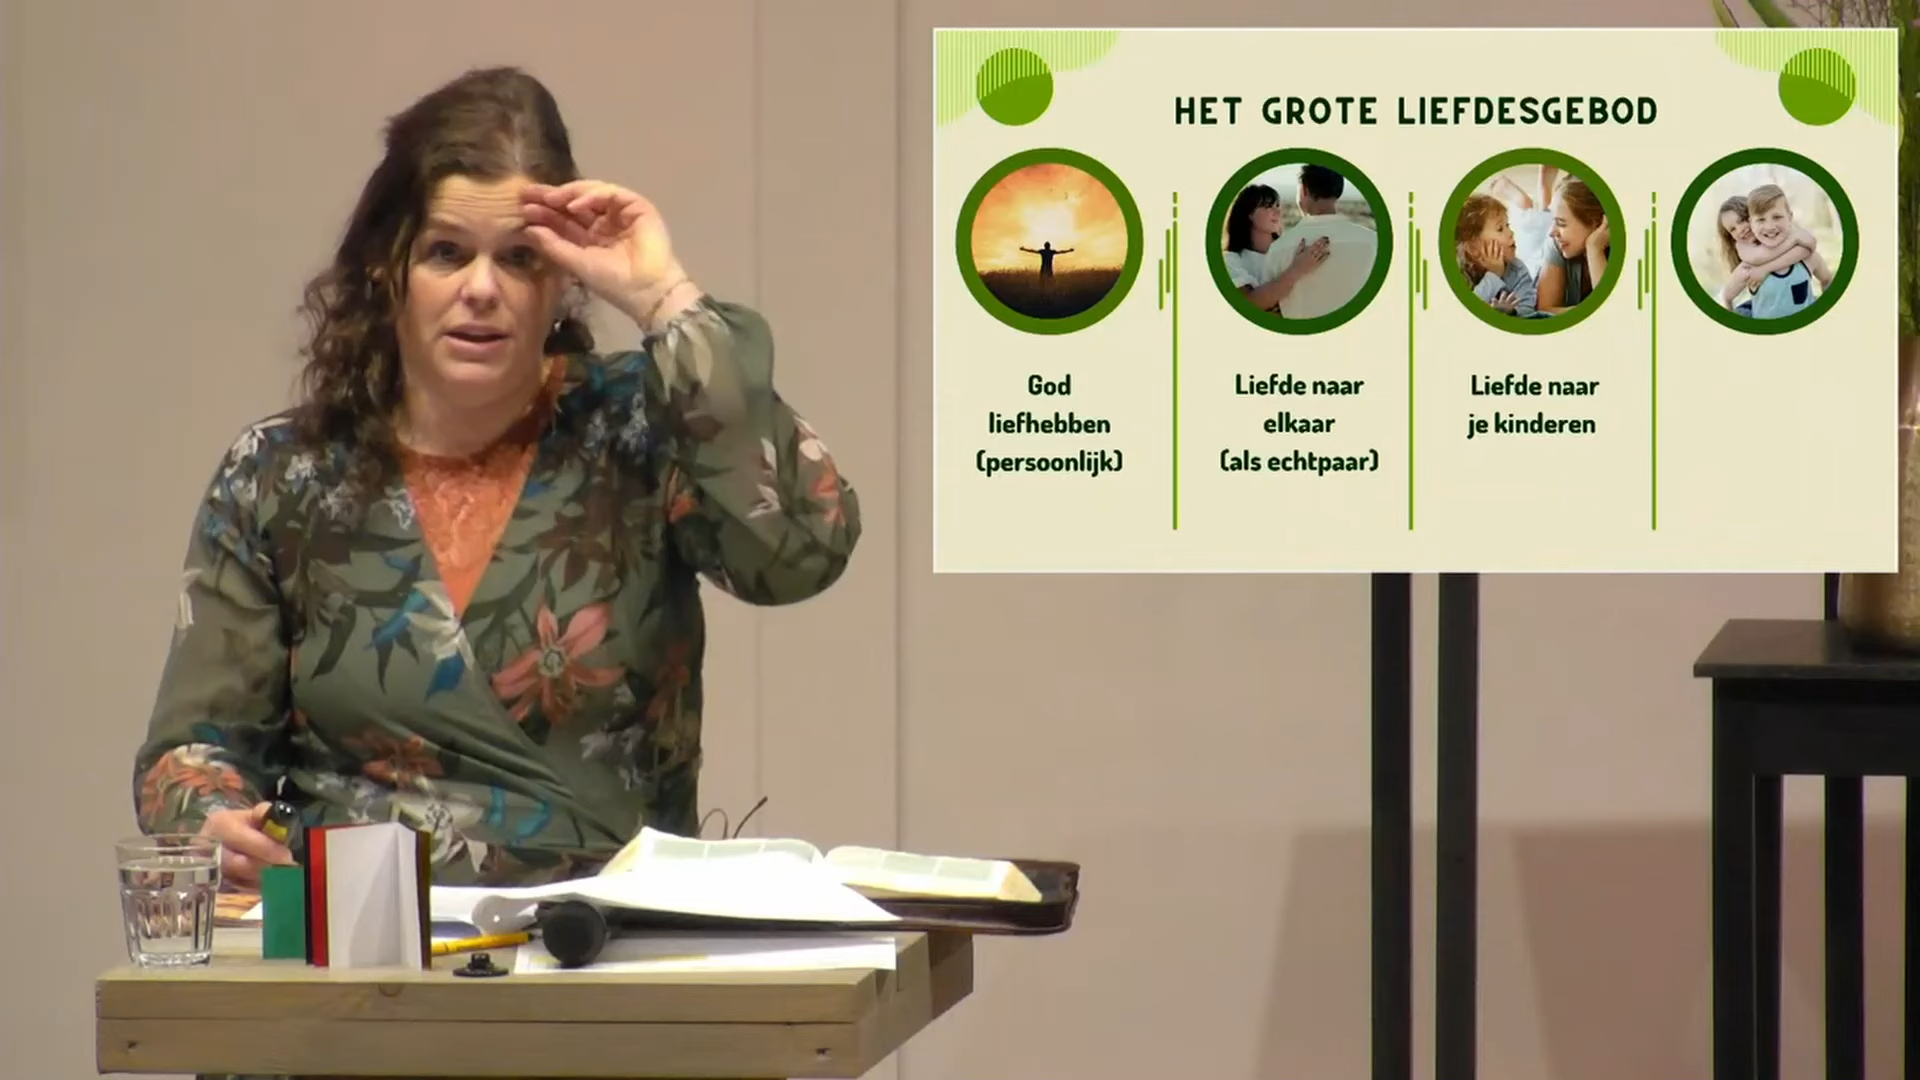 HET GROTE LIEFDESGEBOD
God
liefhebben
(persoonlijk)
Liefde naar
elkaar
(als echtpaar)
Liefde naar
je kinderen